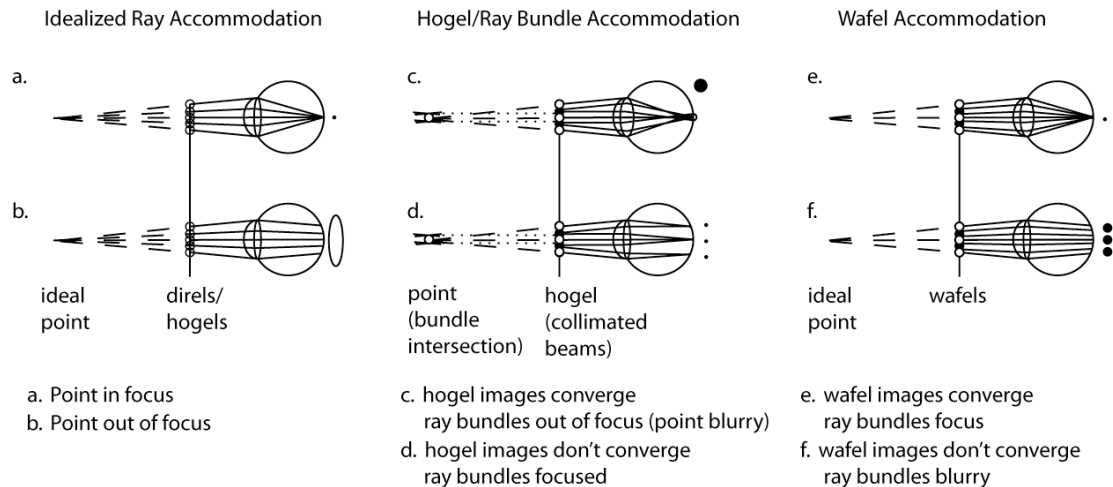 Idealized Ray Accommodation
a.
b.
ideal
point
direls/
hogels
a. Point in focus
b. Point out of focus
Hogel/Ray Bundle Accommodation
c.
d.
point
(bundle
intersection)
hogel
(collimated
beams)
c. hogel images converge
ray bundles out of focus (point blurry)
d. hogel images don't converge
ray bundles focused
Wafel Accommodation
e.
f.
ideal
point
wafels
e. wafel images converge
ray bundles focus
f. wafel images don't converge
ray bundles blurry